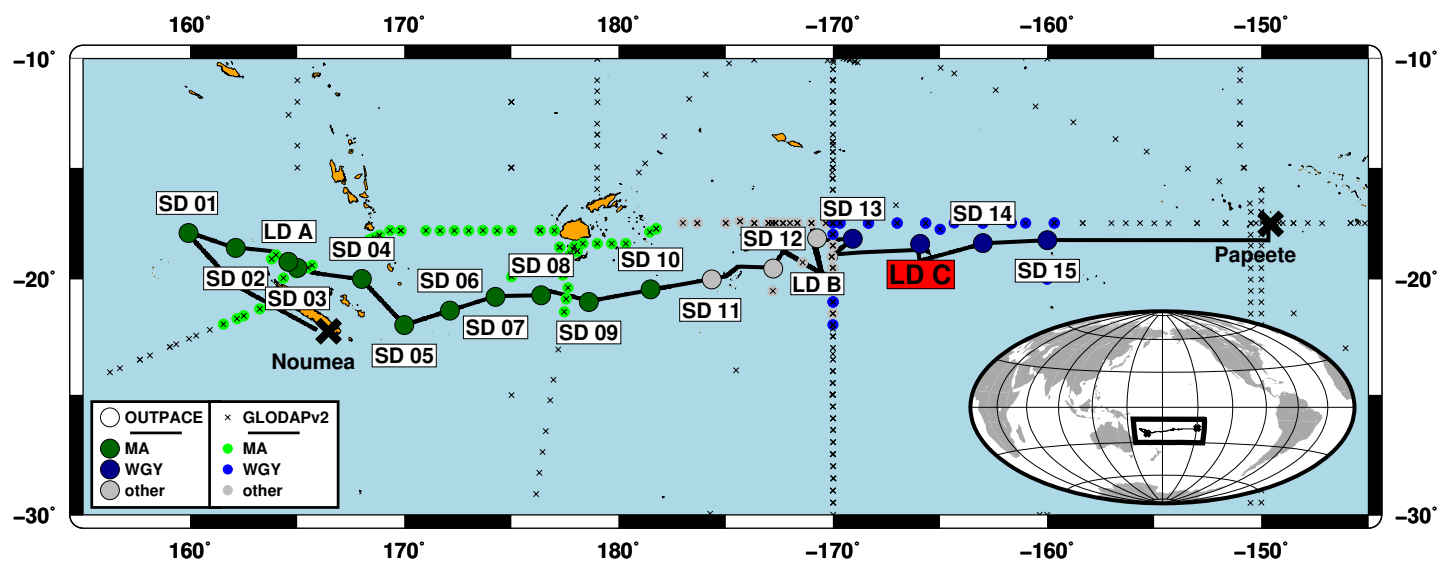 160° 170° 180° −170° −160° −150°
−10° −10°
SD 01
LD A
SD 13
SD 14
SD 04
SD 12
SD 02
SD 08
SD 10
Papeete
SD 03
SD 06
LD B
LD C
SD 15
SD 11
−20° −20°
SD 07
SD 09
SD 05
Noumea
OUTPACE GLODAPv2
MA MA
WGY WGY
other other
−30° −30°
160° 170° 180° −170° −160° −150°